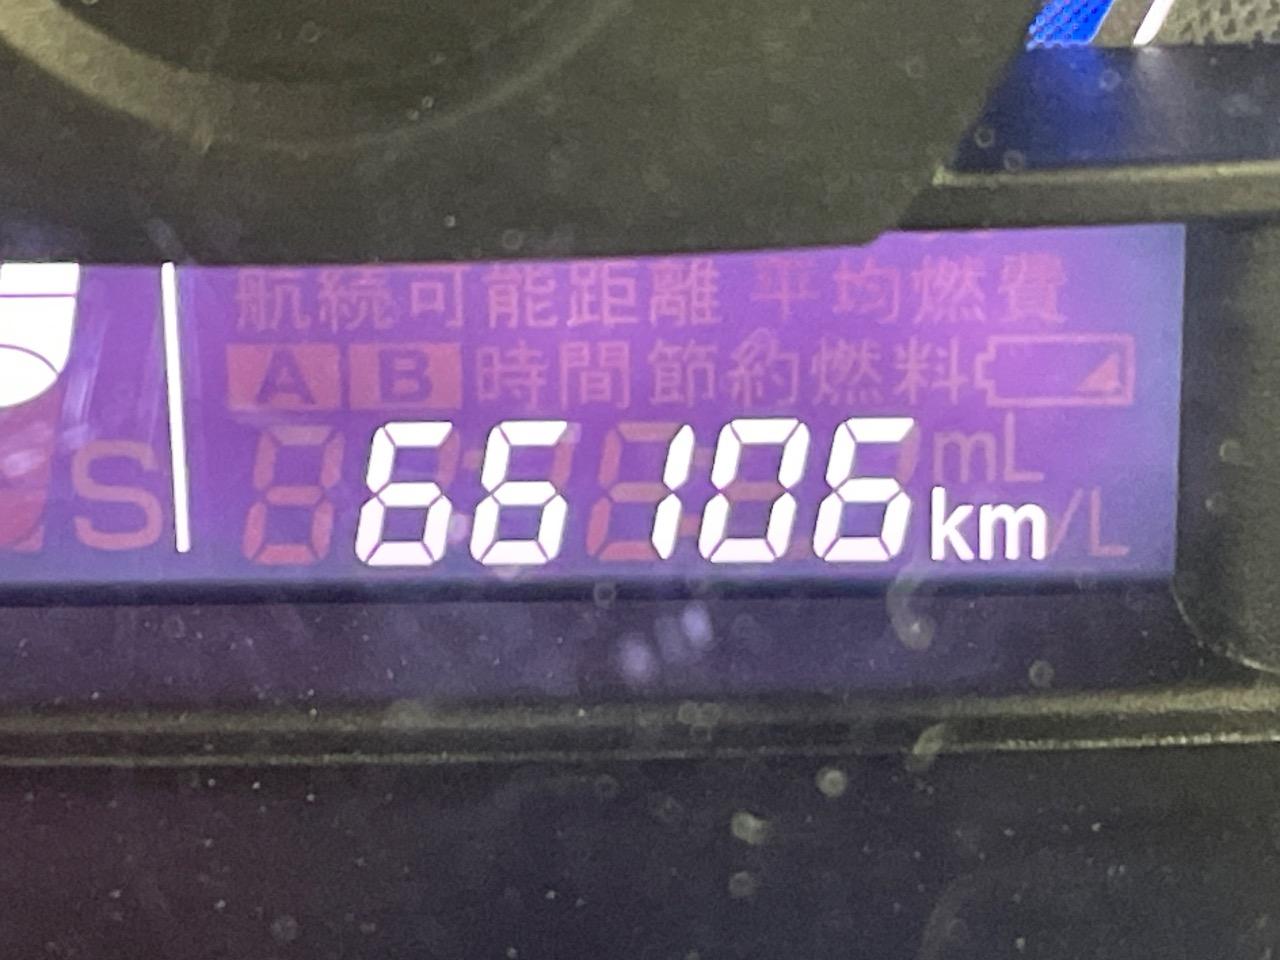 航続可能距離 平均燃費
A B 時間 節約燃料
S 66106 km mL /L